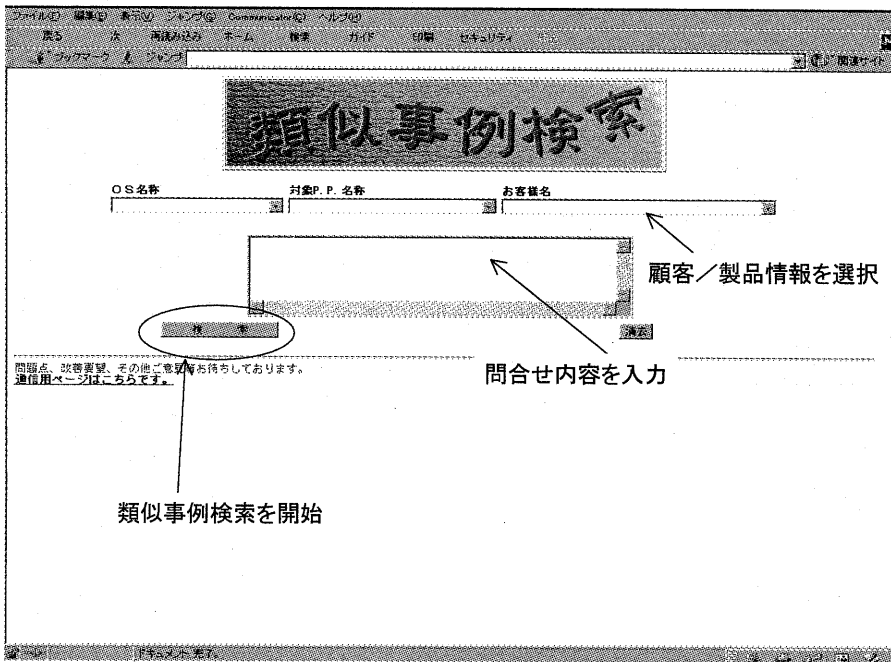 ファイル(F) 編集(E) 表示(V) ジャンプ(G) Communicator(C) ヘルプ(H)
戻る 次 再読み込み ホーム 検索 ガイド 印刷 セキュリティ
ブックマーク ジャンプ 関連サイト
類似事例検索
ОS名称 対象P.P.名称 お客様名
顧客／製品情報を選択
検 索 消去
問合せ内容を入力
問題点、改善要望、その他ご意見等お待ちしております。
通信用ページはこちらです。
類似事例検索を開始
ドキュメント:完了。